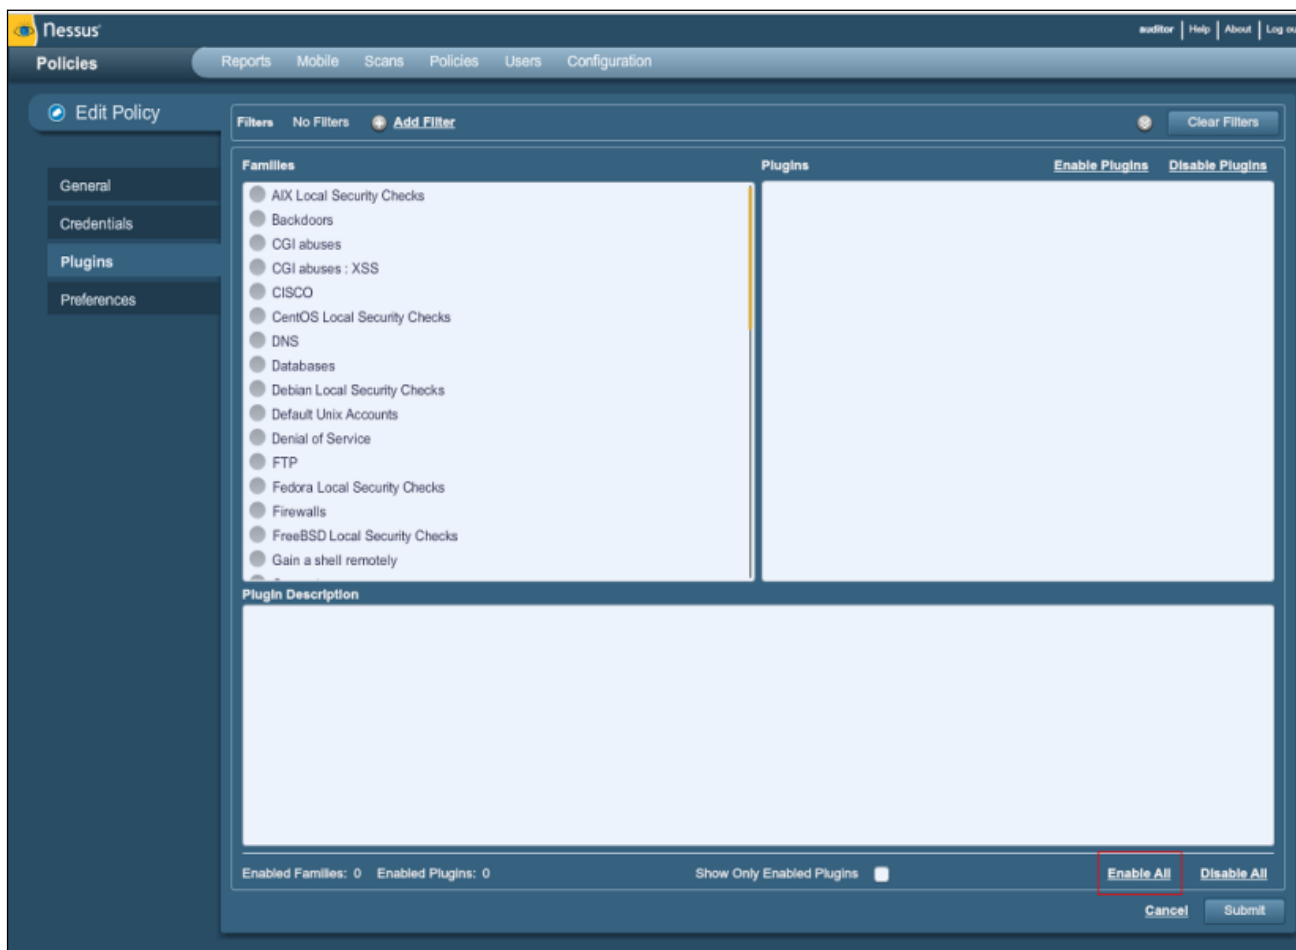 nessus
auditor | Help | About | Log ou
Policies
Reports Mobile Scans Policies Users Configuration
Edit Policy
Filters No Filters Add Filter Clear Filters
General
Credentials
Plugins
Preferences
Families
AIX Local Security Checks
Backdoors
CGI abuses
CGI abuses : XSS
CISCO
CentOS Local Security Checks
DNS
Databases
Debian Local Security Checks
Default Unix Accounts
Denial of Service
FTP
Fedora Local Security Checks
Firewalls
FreeBSD Local Security Checks
Gain a shell remotely
Plugins Enable Plugins Disable Plugins
Plugin Description
Enabled Families: 0 Enabled Plugins: 0 Show Only Enabled Plugins Enable All Disable All
Cancel Submit